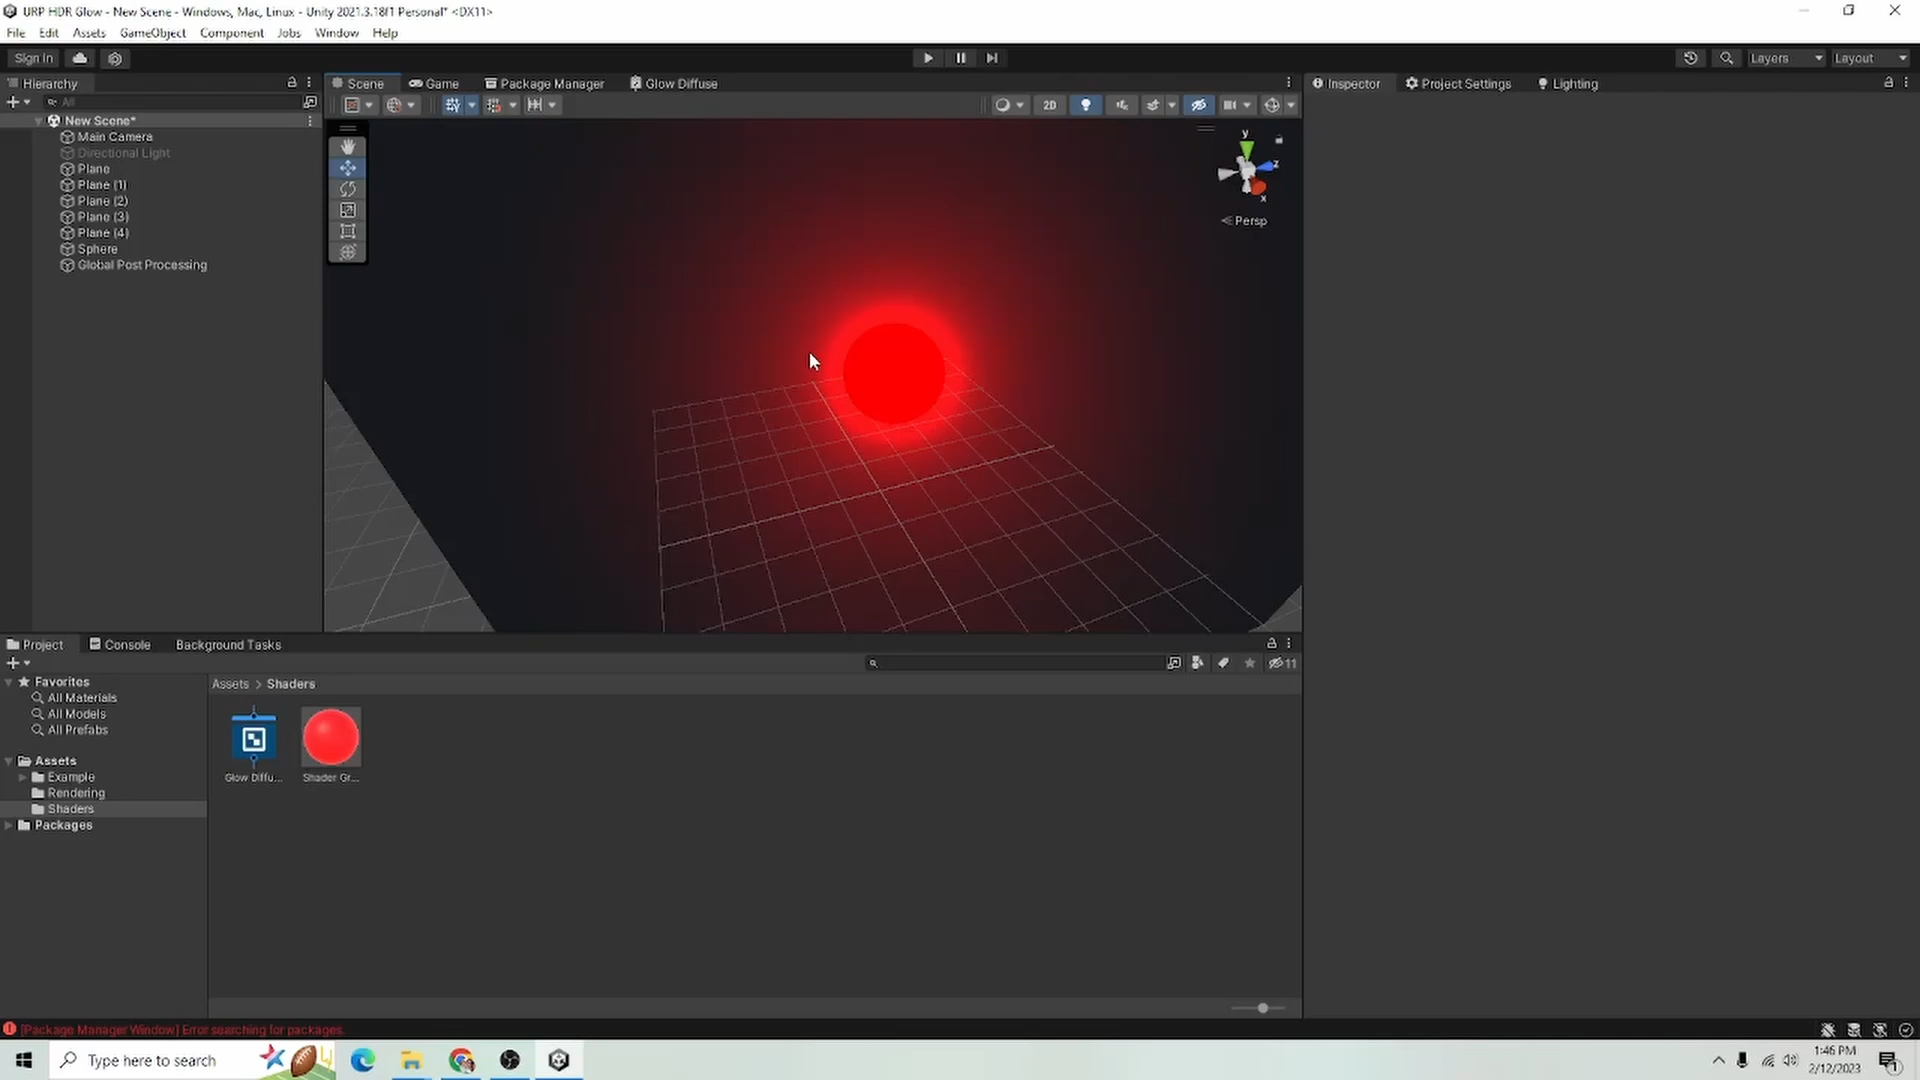 URP HDR Glow - New Scene - Windows, Mac, Linux - Unity 2021.3.18f1 Personal* <DX11>
File Edit Assets GameObject Component Jobs Window Help
Sign in
Layers
Layout
Hierarchy
All
New Scene*
Main Camera
Directional Light
Plane
Plane (1)
Plane (2)
Plane (3)
Plane (4)
Sphere
Global Post Processing
Scene Game Package Manager Glow Diffuse
2D
y
z
x
Persp
Inspector Project Settings Lighting
Project Console Background Tasks
11
Favorites
All Materials
All Models
All Prefabs
Assets
Example
Rendering
Shaders
Packages
Assets > Shaders
Glow Diffu...
Shader Gr...
[Package Manager Window] Error searching for packages.
Type here to search
1:46 PM
2/12/2023
1